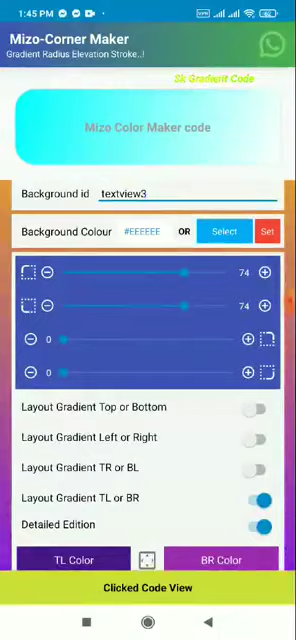 1:45 PM
Mizo-Corner Maker
Gradient Radius Elevation Stroke..!
Sk Gradient Code
Mizo Color Maker code
Background id textview3
Background Colour #EEEEEE OR Select Set
74
74
0
0
Layout Gradient Top or Bottom
Layout Gradient Left or Right
Layout Gradient TR or BL
Layout Gradient TL or BR
Detailed Edition
TL Color BR Color
Clicked Code View